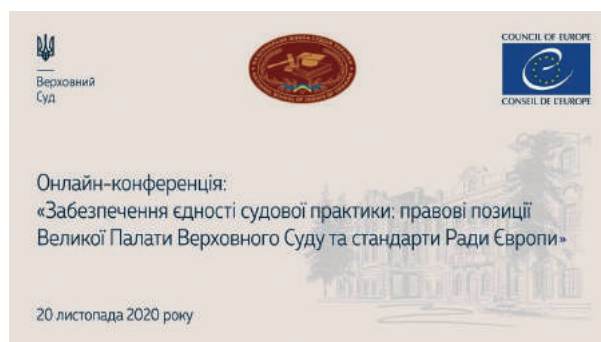 Верховний
Суд
COUNCIL OF EUROPE
CONSEIL DE L'EUROPE
Онлайн-конференція:
«Забезпечення єдності судової практики: правові позиції
Великої Палати Верховного Суду та стандарти Ради Європи»
20 листопада 2020 року